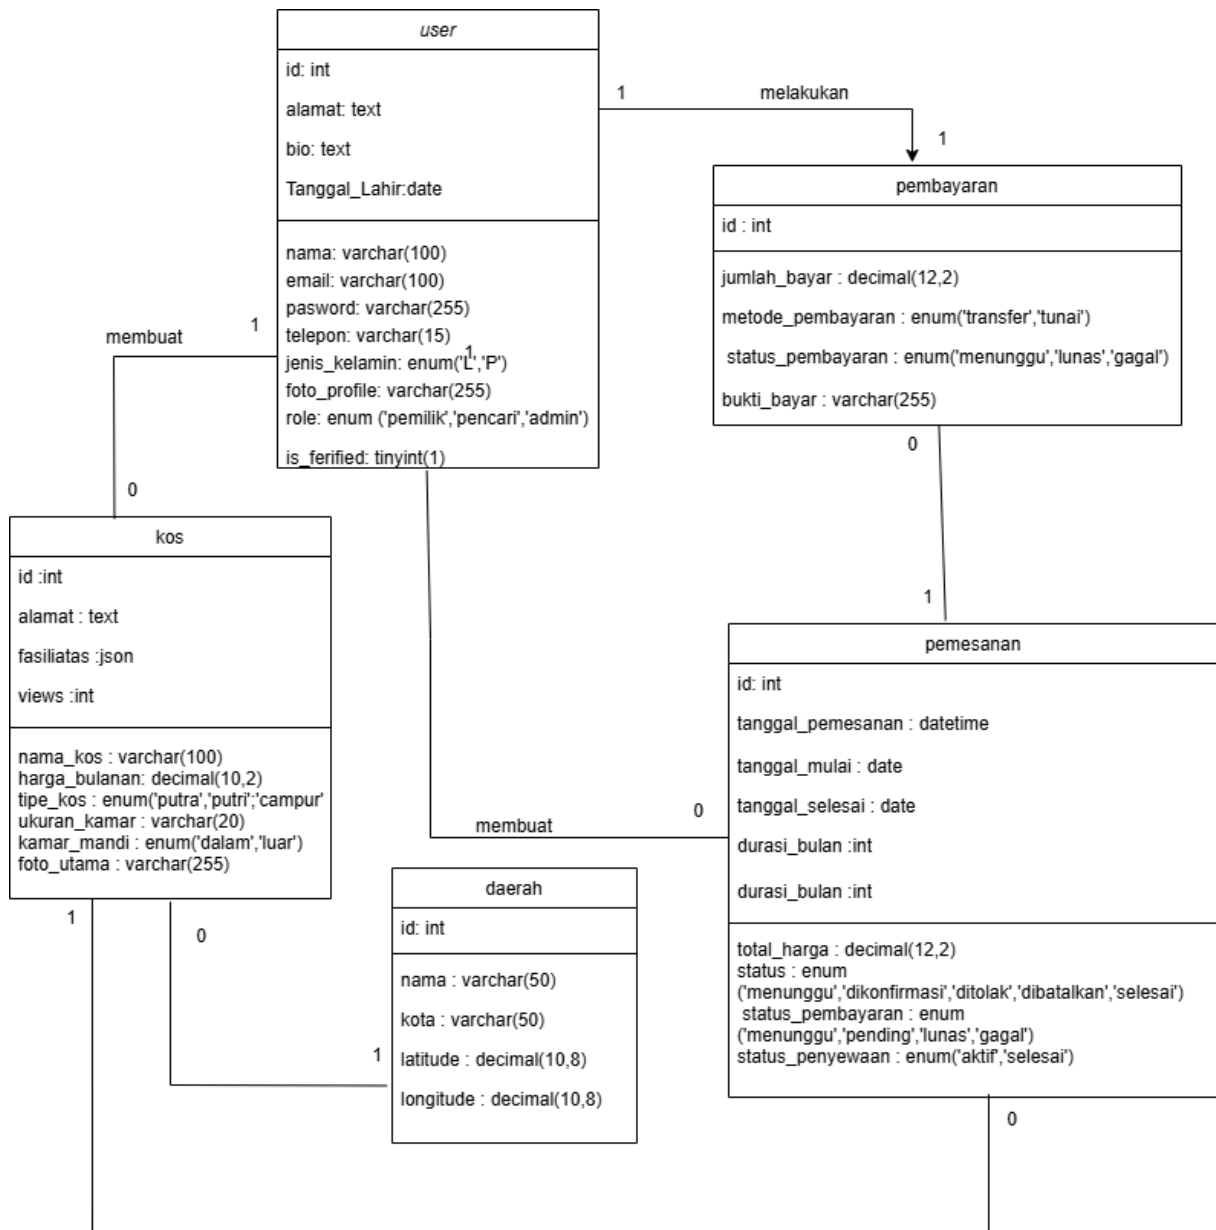 user
id: int
alamat: text
bio: text
Tanggal_Lahir:date
nama: varchar(100)
email: varchar(100)
pasword: varchar(255)
telepon: varchar(15)
1
jenis_kelamin: enum('L','P')
foto_profile: varchar(255)
role: enum ('pemilik','pencari','admin')
is_ferified: tinyint(1)
1
melakukan
1
pembayaran
id : int
jumlah_bayar : decimal(12,2)
metode_pembayaran : enum('transfer','tunai')
status_pembayaran : enum('menunggu','lunas','gagal')
bukti_bayar : varchar(255)
0
1
membuat
1
0
kos
id :int
alamat : text
fasiliatas :json
views :int
nama_kos : varchar(100)
harga_bulanan: decimal(10,2)
tipe_kos : enum('putra','putri';'campur'
ukuran_kamar : varchar(20)
kamar_mandi : enum('dalam','luar')
foto_utama : varchar(255)
1
0
membuat
0
pemesanan
id: int
tanggal_pemesanan : datetime
tanggal_mulai : date
tanggal_selesai : date
durasi_bulan :int
durasi_bulan :int
total_harga : decimal(12,2)
status : enum
('menunggu','dikonfirmasi','ditolak','dibatalkan','selesai')
status_pembayaran : enum
('menunggu','pending','lunas','gagal')
status_penyewaan : enum('aktif','selesai')
0
daerah
id: int
nama : varchar(50)
kota : varchar(50)
1
latitude : decimal(10,8)
longitude : decimal(10,8)